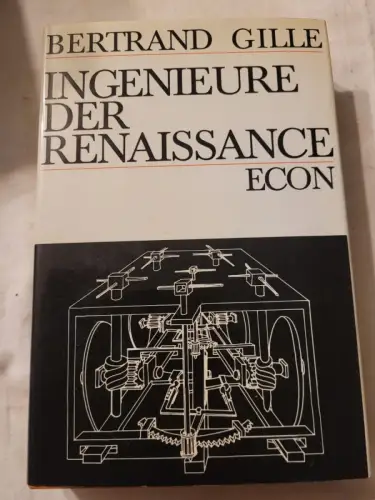 BERTRAND GILLE
INGENIEURE
DER
RENAISSANCE
ECON